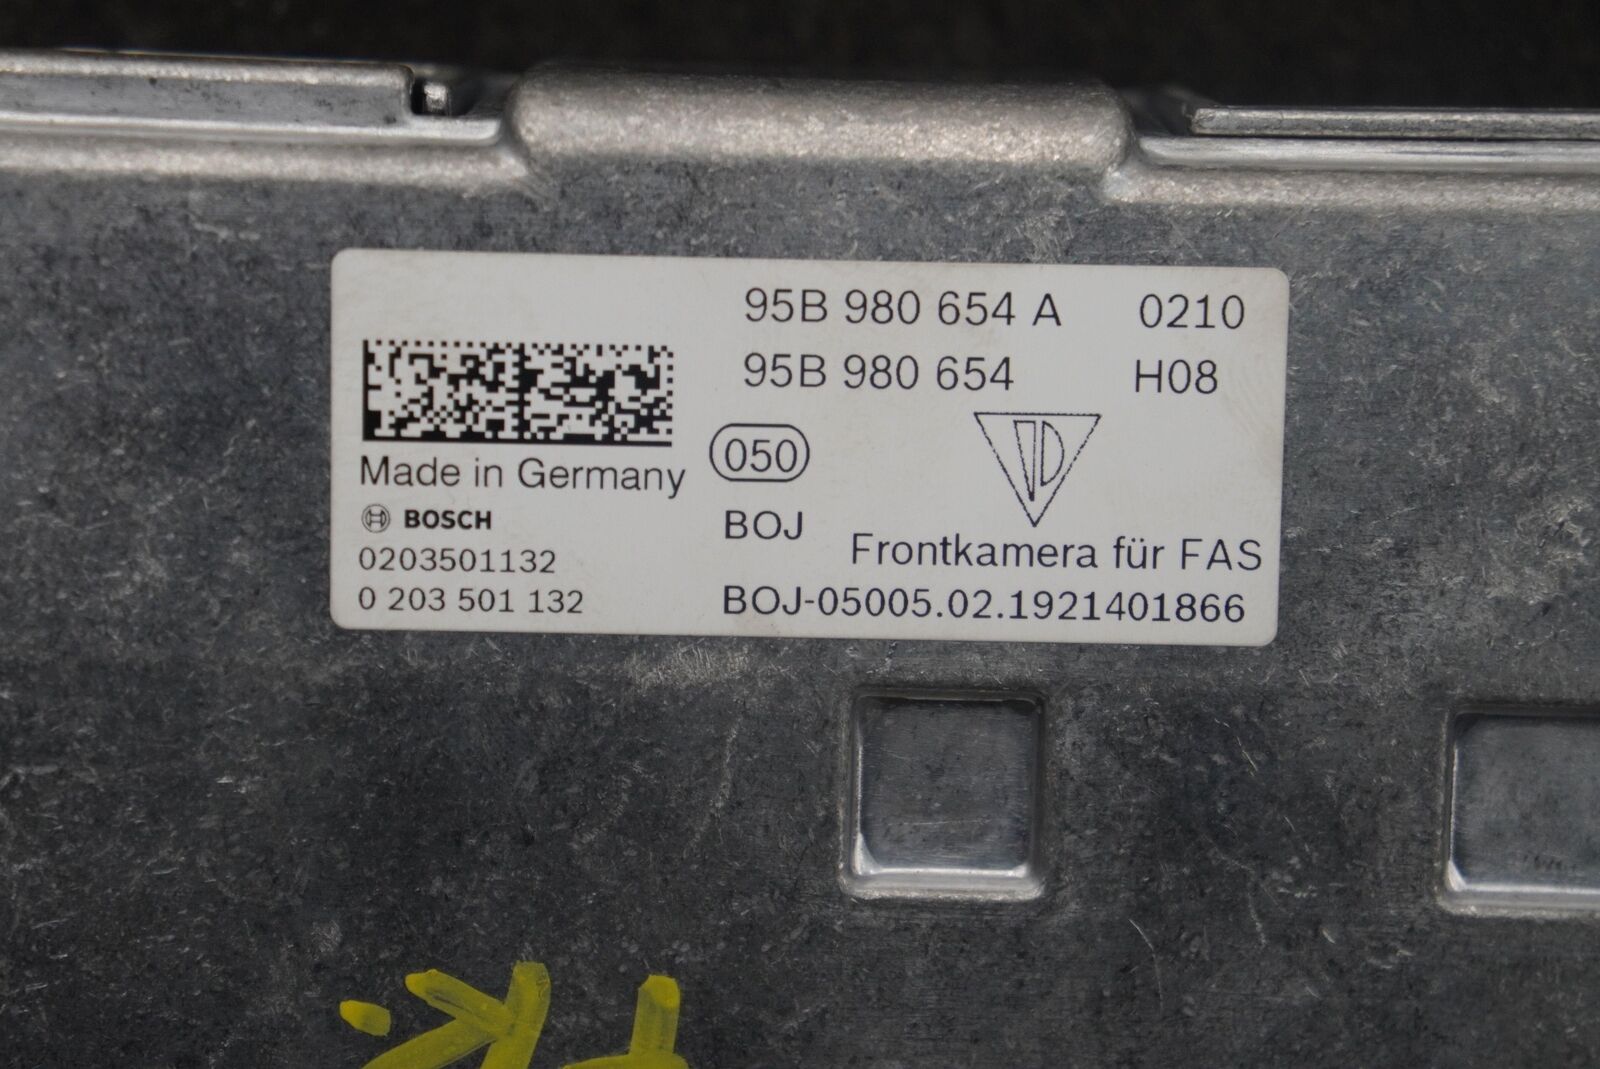 95B 980 654 A 0210
95B 980 654 H08
Made in Germany
BOSCH
0203501132
0 203 501 132
050
BOJ
Frontkamera für FAS
BOJ-05005.02.1921401866